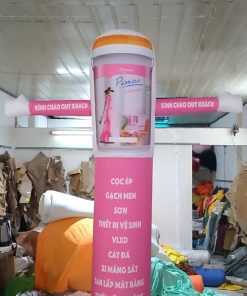 KÍNH CHÀO QUÝ KHÁCH
KÍNH CHÀO QUÝ KHÁCH
CỌC ÉP
GẠCH MEN
SƠN
THIẾT BỊ VỆ SINH
VLXD
CÁT ĐÁ
XI MĂNG SẮT
SAN LẤP MẶT BẰNG